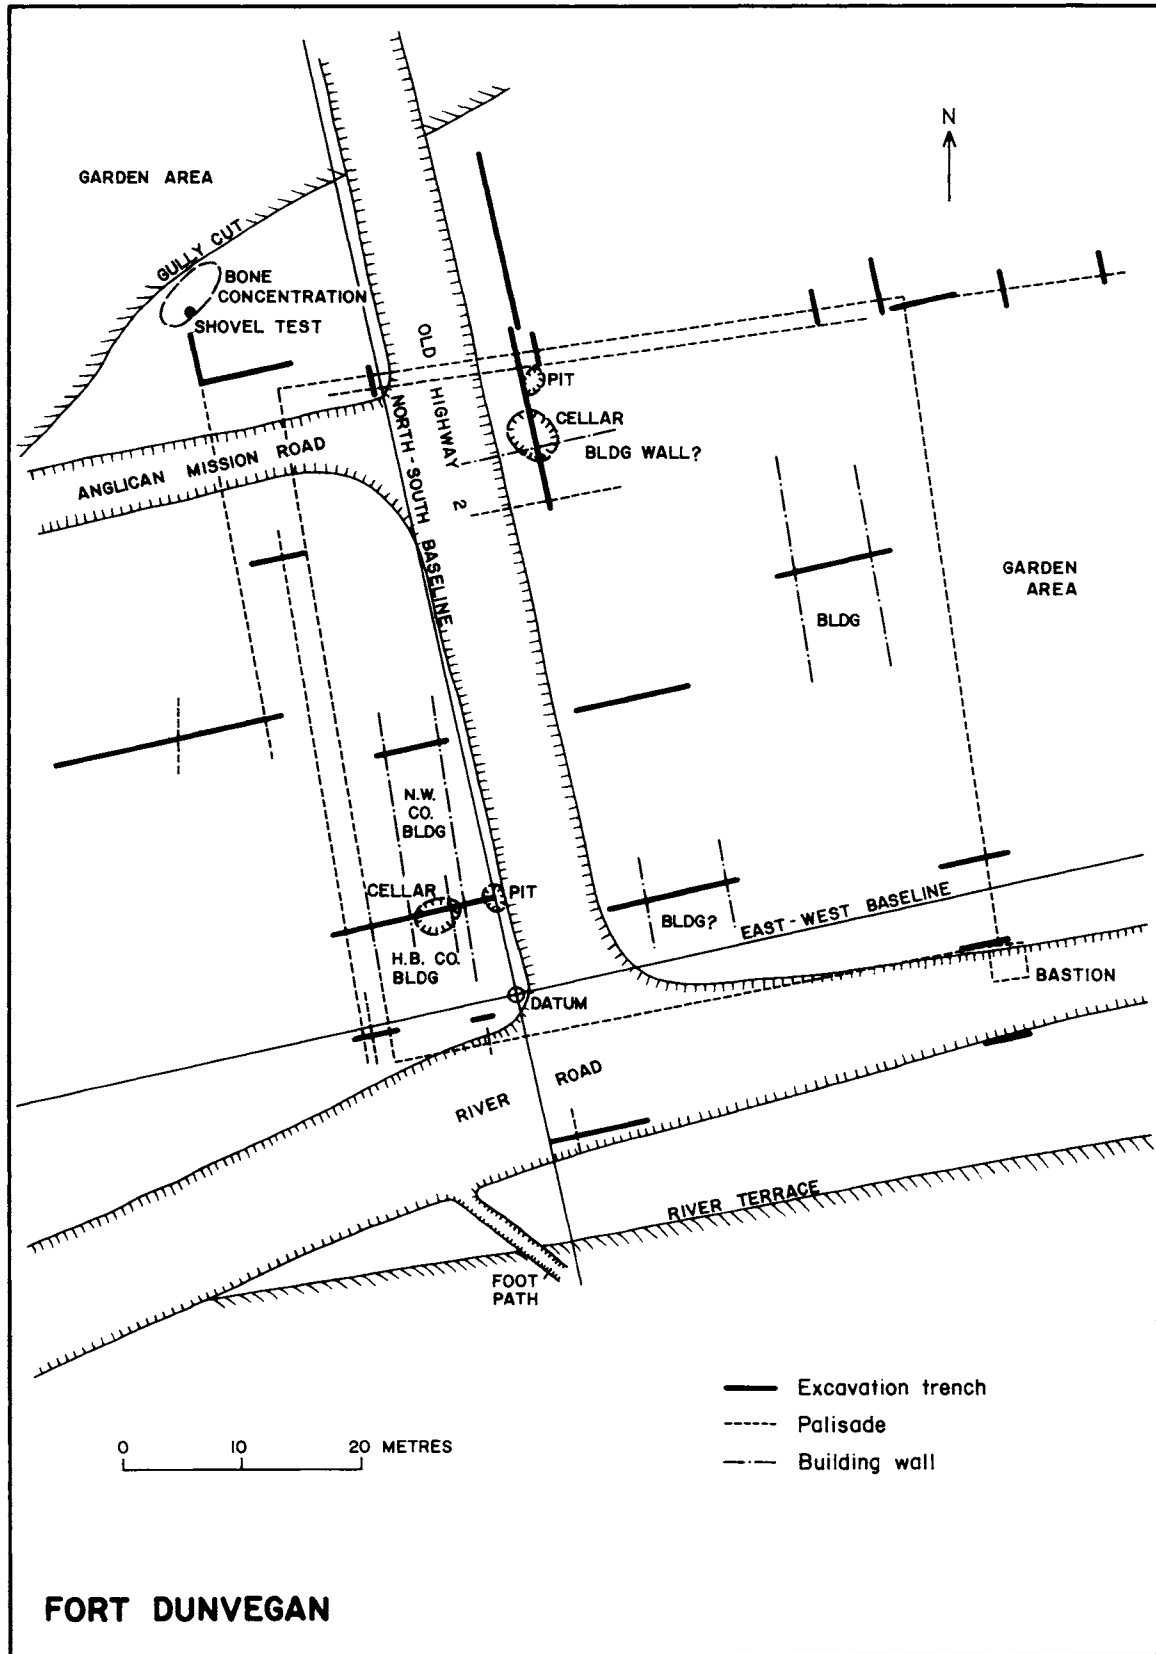 N
GARDEN AREA
GULLY CUT
BONE
CONCENTRATION
SHOVEL TEST
OLD HIGHWAY 2
PIT
CELLAR
BLDG WALL?
NORTH-SOUTH BASELINE
ANGLICAN MISSION ROAD
GARDEN
AREA
BLDG
N.W.
CO.
BLDG
CELLAR
PIT
H.B. CO.
BLDG
BLDG?
EAST-WEST BASELINE
BASTION
DATUM
RIVER ROAD
RIVER TERRACE
FOOT
PATH
Excavation trench
Palisade
Building wall
0 10 20 METRES
FORT DUNVEGAN